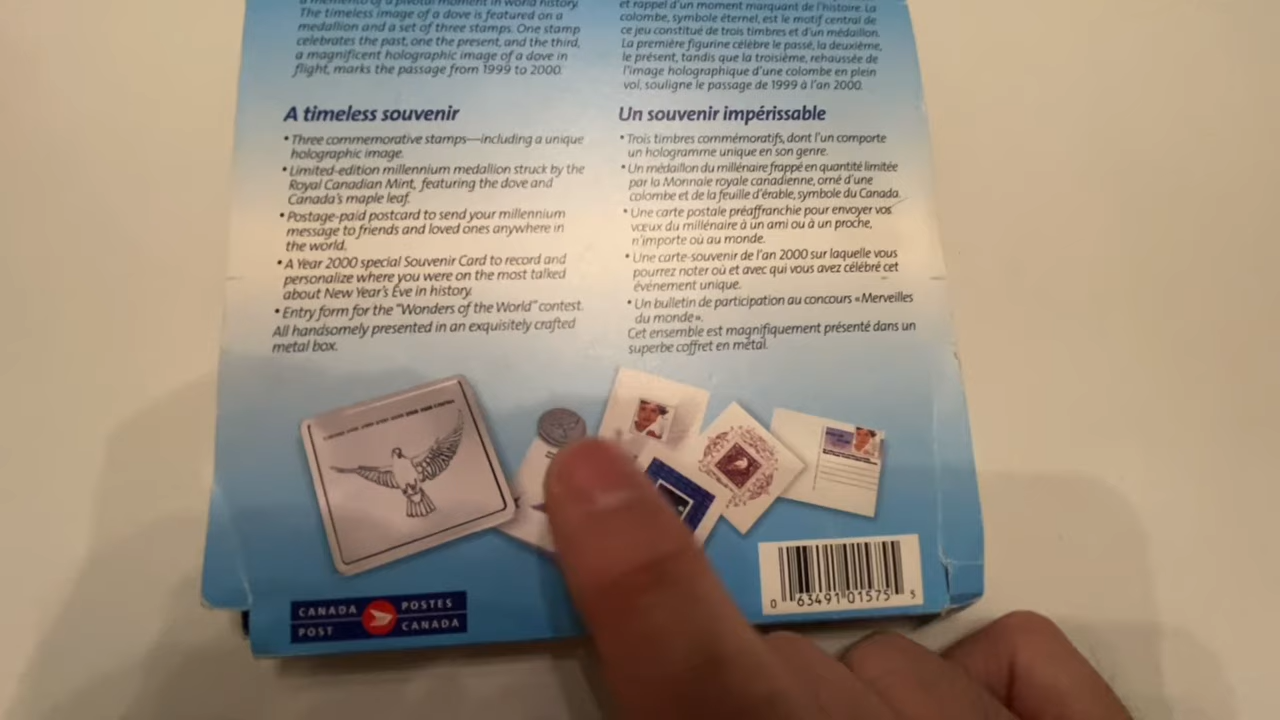 a memento of a pivotal moment in world history.
The timeless image of a dove is featured on a
medallion and a set of three stamps. One stamp
celebrates the past, one the present, and the third,
a magnificent holographic image of a dove in
flight, marks the passage from 1999 to 2000.
A timeless souvenir
• Three commemorative stamps—including a unique
holographic image.
• Limited-edition millennium medallion struck by the
Royal Canadian Mint, featuring the dove and
Canada's maple leaf.
• Postage-paid postcard to send your millennium
message to friends and loved ones anywhere in
the world.
• A Year 2000 special Souvenir Card to record and
personalize where you were on the most talked
about New Year's Eve in history.
• Entry form for the "Wonders of the World" contest.
All handsomely presented in an exquisitely crafted
metal box.
et rappel d'un moment marquant de l'histoire. La
colombe, symbole éternel, est le motif central de
ce jeu constitué de trois timbres et d'un médaillon.
La première figurine célèbre le passé, la deuxième,
le présent, tandis que la troisième, rehaussée de
l'image holographique d'une colombe en plein
vol, souligne le passage de 1999 à l'an 2000.
Un souvenir impérissable
• Trois timbres commémoratifs, dont l'un comporte
un hologramme unique en son genre.
• Un médaillon du millénaire frappé en quantité limitée
par la Monnaie royale canadienne, orné d'une
colombe et de la feuille d'érable, symbole du Canada.
• Une carte postale préaffranchie pour envoyer vos
vœux du millénaire à un ami ou à un proche,
n'importe où au monde.
• Une carte-souvenir de l'an 2000 sur laquelle vous
pourrez noter où et avec qui vous avez célébré cet
événement unique.
• Un bulletin de participation au concours «Merveilles
du monde».
Cet ensemble est magnifiquement présenté dans un
superbe coffret en métal.
CANADA POSTES
POST CANADA
0 63491 01575 5